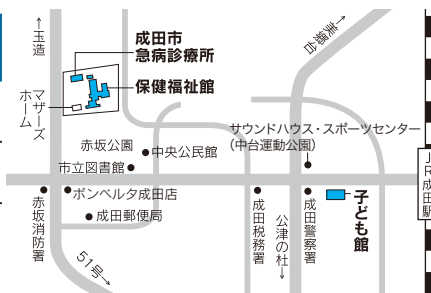 ←玉造
成田市
急病診療所
保健福祉館
マザーズ
ホーム
↗美郷台
赤坂公園
中央公民館
市立図書館
サウンドハウス・スポーツセンター
(中台運動公園)
JR成田駅
赤坂消防署
ボンベルタ成田店
成田郵便局
51号→
成田税務署
公津の杜↓
成田警察署
子ども館